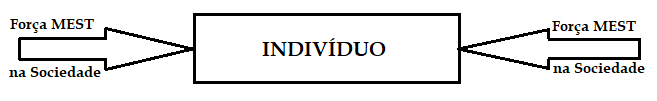 Força MEST
na Sociedade
INDIVÍDUO
Força MEST
na Sociedade